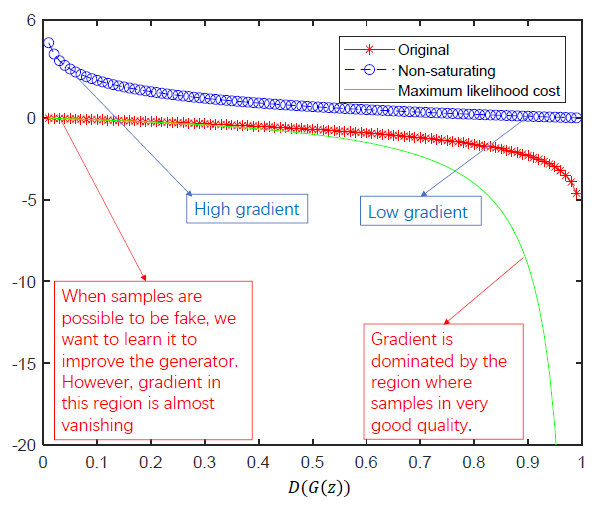 6
0
-5
-10
-15
-20
Original
Non-saturating
Maximum likelihood cost
High gradient
Low gradient
When samples are
possible to be fake, we
want to learn it to
improve the generator.
However, gradient in
this region is almost
vanishing
Gradient is
dominated by the
region where
samples in very
good quality.
0 0.1 0.2 0.3 0.4 0.5 0.6 0.7 0.8 0.9 1
D(G(z))